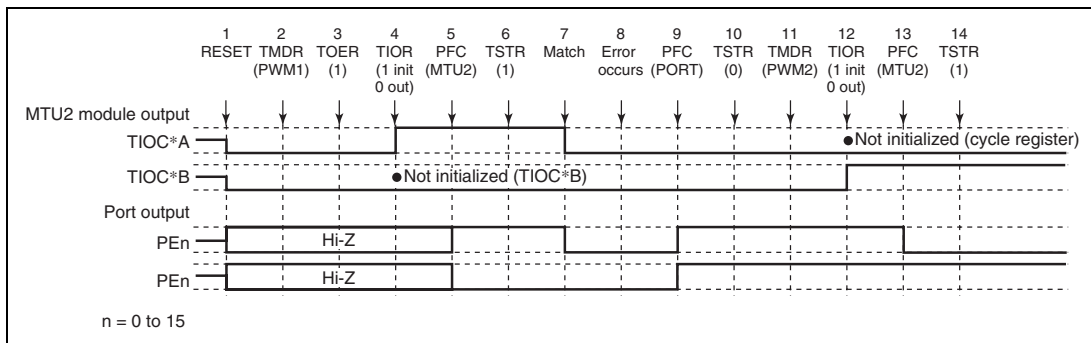 1 2 3 4 5 6 7 8 9 10 11 12 13 14
RESET TMDR TOER TIOR PFC TSTR Match Error PFC TSTR TMDR TIOR PFC TSTR
(PWM1) (1) (1 init (MTU2) (1) occurs (PORT) (0) (PWM2) (1 init (MTU2) (1)
0 out) 0 out)
MTU2 module output
TIOC*A ●Not initialized (cycle register)
TIOC*B ●Not initialized (TIOC*B)
Port output
PEn Hi-Z
PEn Hi-Z
n = 0 to 15